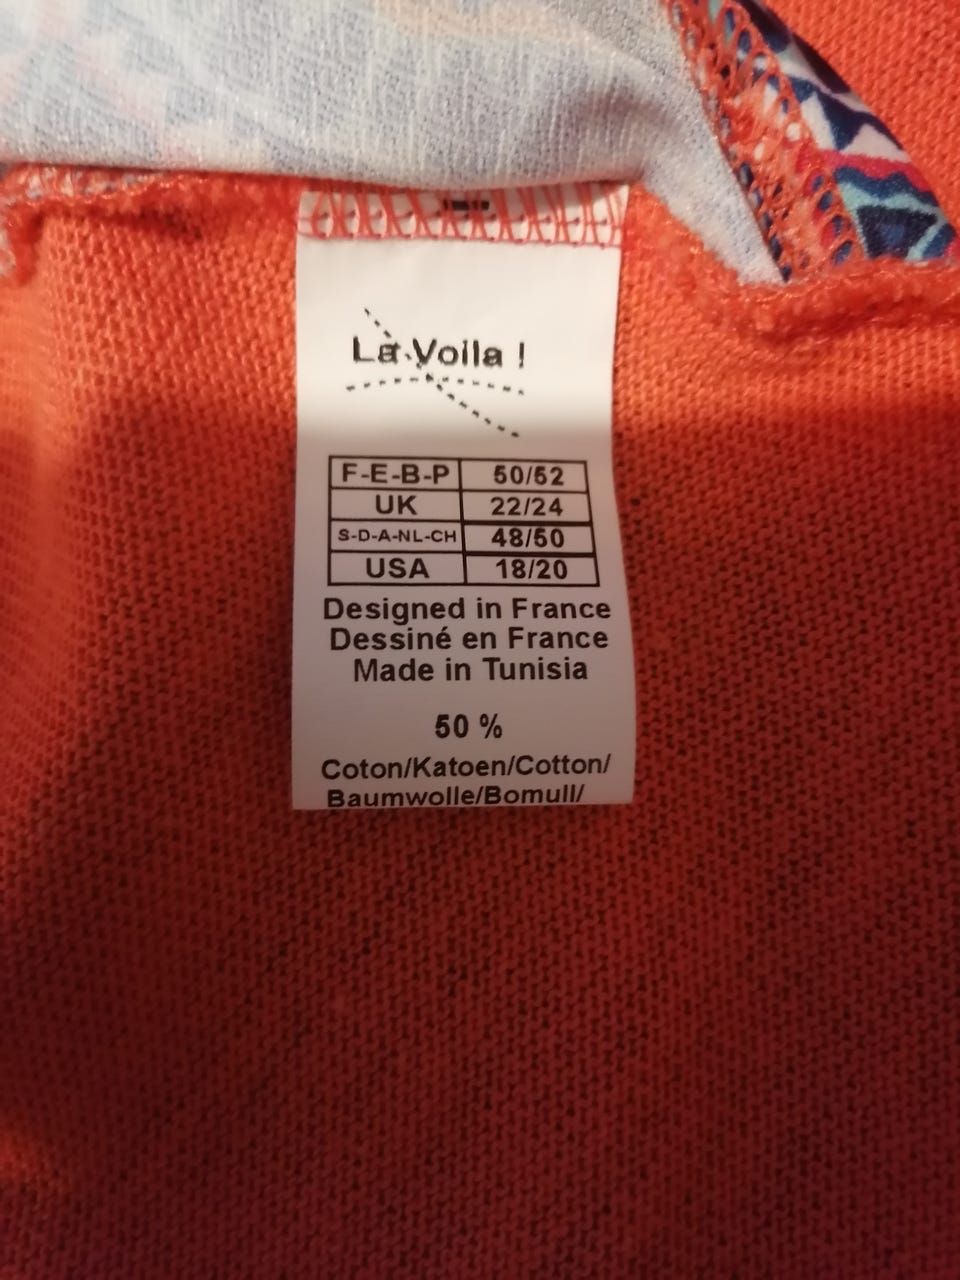 La Voila !
F-E-B-P 50/52
UK 22/24
S-D-A-NL-CH 48/50
USA 18/20
Designed in France
Dessiné en France
Made in Tunisia
50 %
Coton/Katoen/Cotton/
Baumwolle/Bomull/